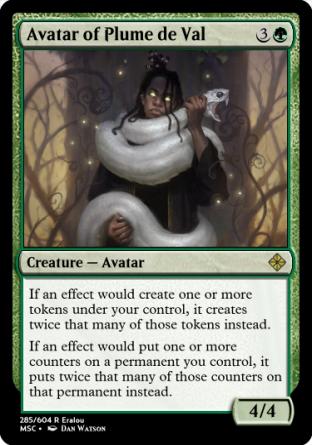 Avatar of Plume de Val 3
Creature — Avatar
If an effect would create one or more
tokens under your control, it creates
twice that many of those tokens instead.
If an effect would put one or more
counters on a permanent you control, it
puts twice that many of those counters on
that permanent instead.
4/4
285/604 R Eralou
MSC • Dan Watson